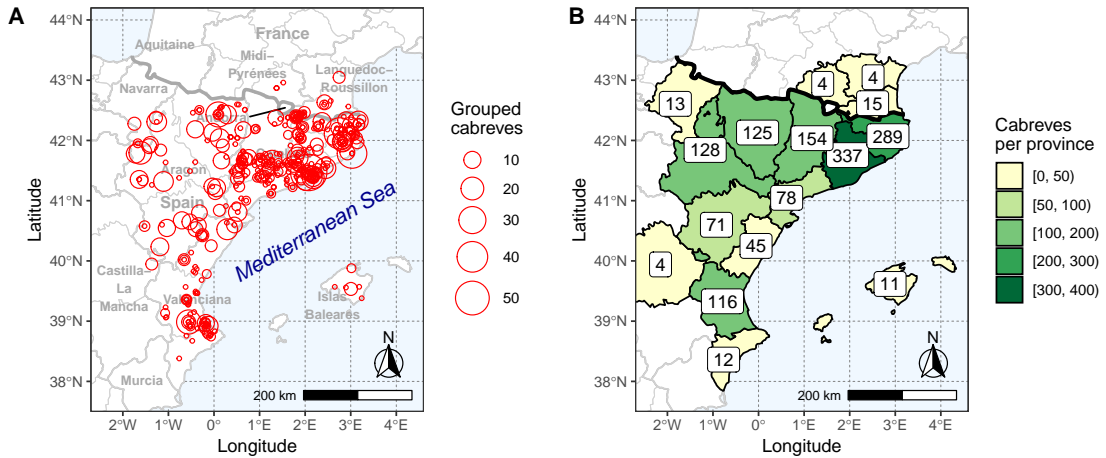 A
44°N
43°N
42°N
41°N
40°N
39°N
38°N
Latitude
2°W
1°W
0°
1°E
2°E
3°E
4°E
Longitude
France
Aquitaine
Midi–
Pyrénées
Languedoc–
Roussillon
Navarra
Andorra
Aragón
Spain
Castilla–
La
Mancha
Valenciana
Islas
Baleares
Murcia
Mediterranean Sea
N
200 km
Grouped
cabreves
10
20
30
40
50
B
44°N
43°N
42°N
41°N
40°N
39°N
38°N
Latitude
2°W
1°W
0°
1°E
2°E
3°E
4°E
Longitude
4
4
13
15
125
154
289
128
337
78
71
45
4
11
116
12
N
200 km
Cabreves
per province
[0, 50)
[50, 100)
[100, 200)
[200, 300)
[300, 400)